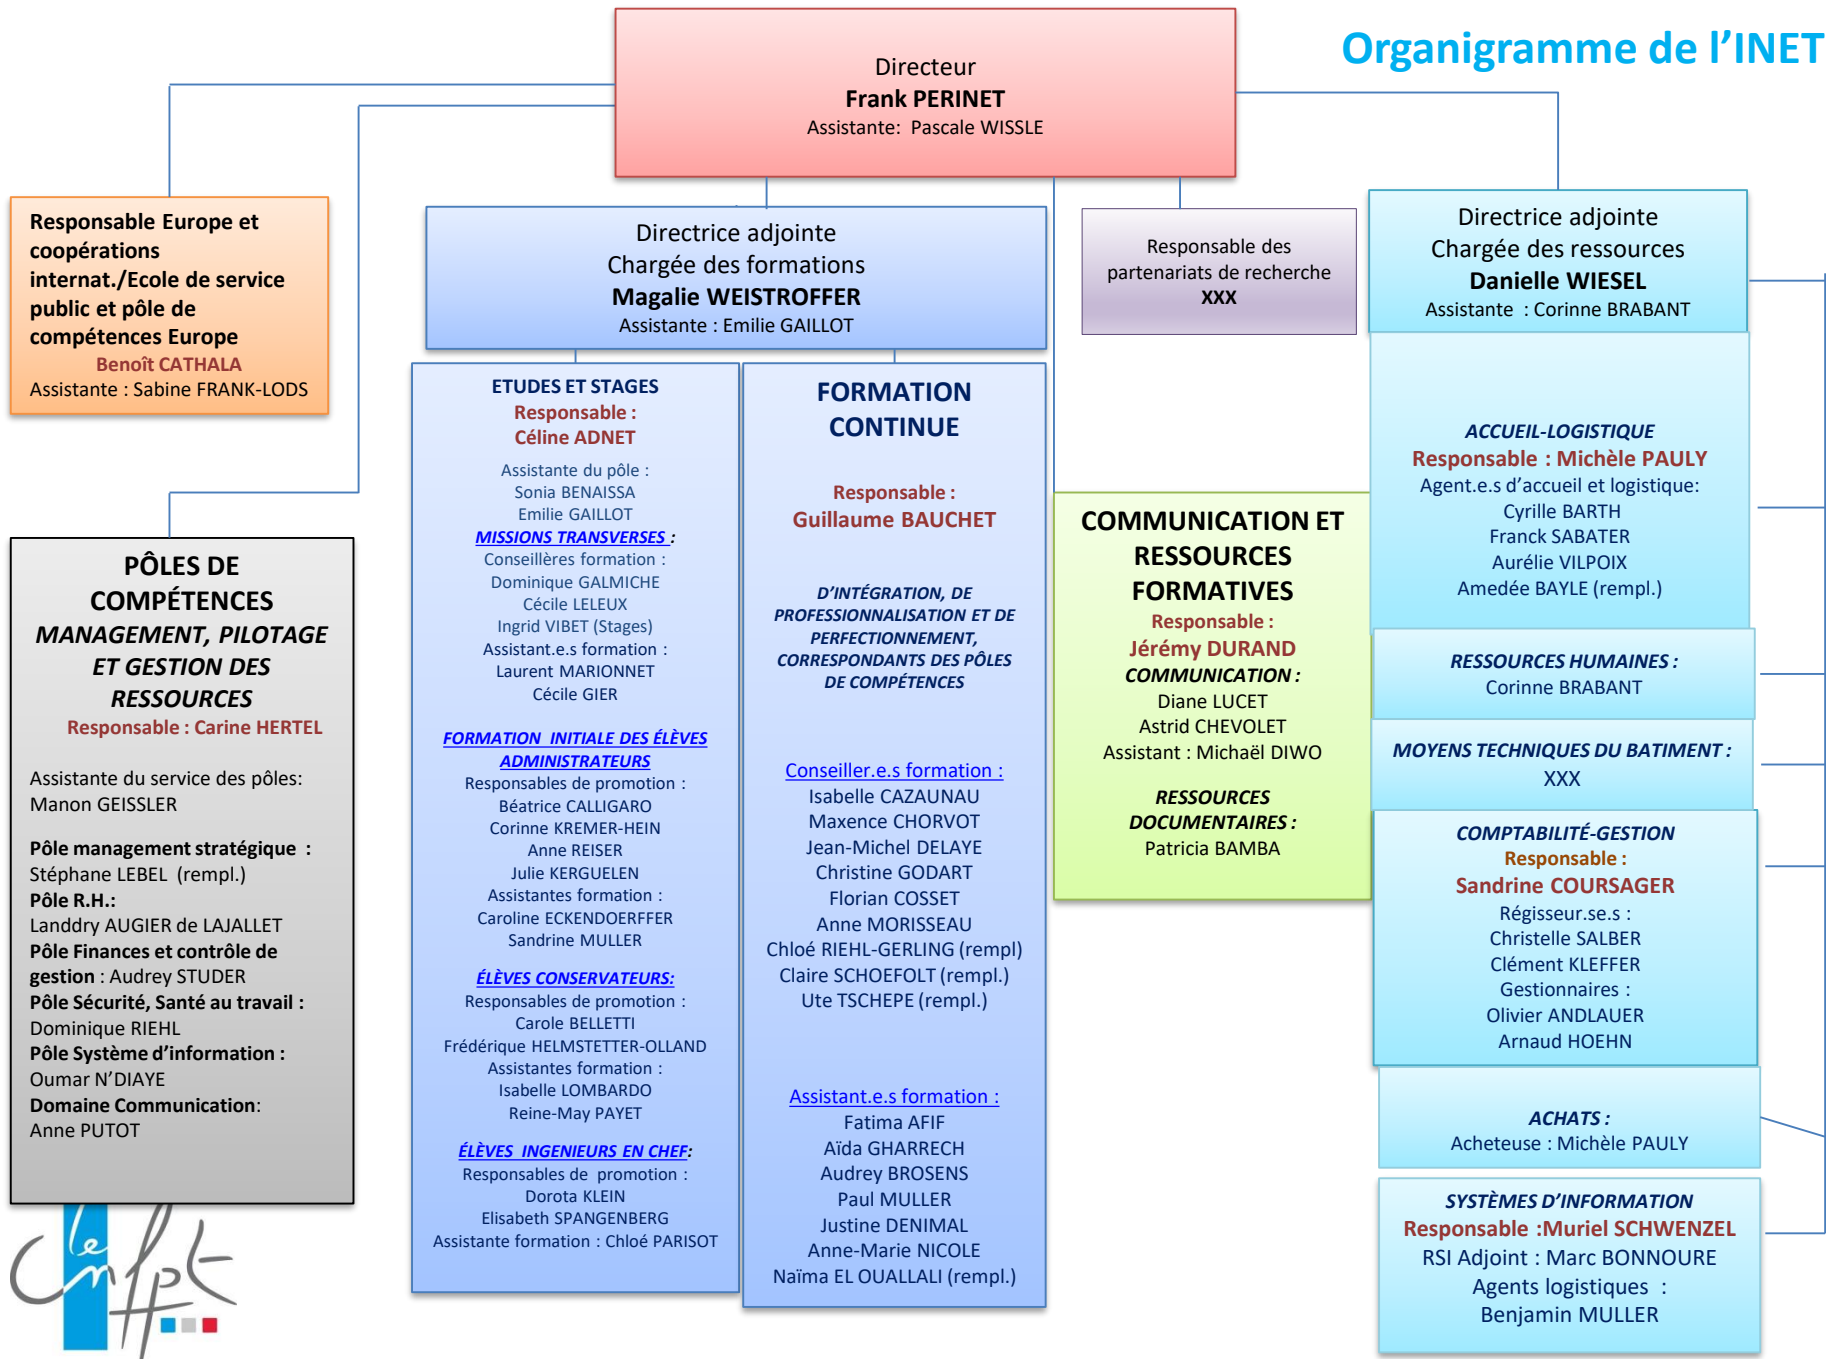 Organigramme de l'INET
Directeur
Frank PERINET
Assistante: Pascale WISSLE
Responsable Europe et
coopérations
internat./Ecole de service
public et pôle de
compétences Europe
Benoît CATHALA
Assistante : Sabine FRANK-LODS
Directrice adjointe
Chargée des formations
Magalie WEISTROFFER
Assistante : Emilie GAILLOT
Responsable des
partenariats de recherche
XXX
Directrice adjointe
Chargée des ressources
Danielle WIESEL
Assistante : Corinne BRABANT
PÔLES DE
COMPÉTENCES
MANAGEMENT, PILOTAGE
ET GESTION DES
RESSOURCES
Responsable : Carine HERTEL
Assistante du service des pôles:
Manon GEISSLER
Pôle management stratégique :
Stéphane LEBEL (rempl.)
Pôle R.H.:
Landdry AUGIER de LAJALLET
Pôle Finances et contrôle de
gestion : Audrey STUDER
Pôle Sécurité, Santé au travail :
Dominique RIEHL
Pôle Système d'information :
Oumar N'DIAYE
Domaine Communication:
Anne PUTOT
le cnfpt
ETUDES ET STAGES
Responsable :
Céline ADNET
Assistante du pôle :
Sonia BENAISSA
Emilie GAILLOT
MISSIONS TRANSVERSES :
Conseillères formation :
Dominique GALMICHE
Cécile LELEUX
Ingrid VIBET (Stages)
Assistant.e.s formation :
Laurent MARIONNET
Cécile GIER
FORMATION INITIALE DES ÉLÈVES
ADMINISTRATEURS
Responsables de promotion :
Béatrice CALLIGARO
Corinne KREMER-HEIN
Anne REISER
Julie KERGUELEN
Assistantes formation :
Caroline ECKENDOERFFER
Sandrine MULLER
ÉLÈVES CONSERVATEURS:
Responsables de promotion :
Carole BELLETTI
Frédérique HELMSTETTER-OLLAND
Assistantes formation :
Isabelle LOMBARDO
Reine-May PAYET
ÉLÈVES INGENIEURS EN CHEF:
Responsables de promotion :
Dorota KLEIN
Elisabeth SPANGENBERG
Assistante formation : Chloé PARISOT
FORMATION
CONTINUE
Responsable :
Guillaume BAUCHET
D'INTÉGRATION, DE
PROFESSIONNALISATION ET DE
PERFECTIONNEMENT,
CORRESPONDANTS DES PÔLES
DE COMPÉTENCES
Conseiller.e.s formation :
Isabelle CAZAUNAU
Maxence CHORVOT
Jean-Michel DELAYE
Christine GODART
Florian COSSET
Anne MORISSEAU
Chloé RIEHL-GERLING (rempl)
Claire SCHOEFOLT (rempl.)
Ute TSCHEPE (rempl.)
Assistant.e.s formation :
Fatima AFIF
Aïda GHARRECH
Audrey BROSENS
Paul MULLER
Justine DENIMAL
Anne-Marie NICOLE
Naïma EL OUALLALI (rempl.)
COMMUNICATION ET
RESSOURCES
FORMATIVES
Responsable :
Jérémy DURAND
COMMUNICATION :
Diane LUCET
Astrid CHEVOLET
Assistant : Michaël DIWO
RESSOURCES
DOCUMENTAIRES :
Patricia BAMBA
ACCUEIL-LOGISTIQUE
Responsable : Michèle PAULY
Agent.e.s d'accueil et logistique:
Cyrille BARTH
Franck SABATER
Aurélie VILPOIX
Amedée BAYLE (rempl.)
RESSOURCES HUMAINES :
Corinne BRABANT
MOYENS TECHNIQUES DU BATIMENT :
XXX
COMPTABILITÉ-GESTION
Responsable :
Sandrine COURSAGER
Régisseur.se.s :
Christelle SALBER
Clément KLEFFER
Gestionnaires :
Olivier ANDLAUER
Arnaud HOEHN
ACHATS :
Acheteuse : Michèle PAULY
SYSTÈMES D'INFORMATION
Responsable :Muriel SCHWENZEL
RSI Adjoint : Marc BONNOURE
Agents logistiques :
Benjamin MULLER